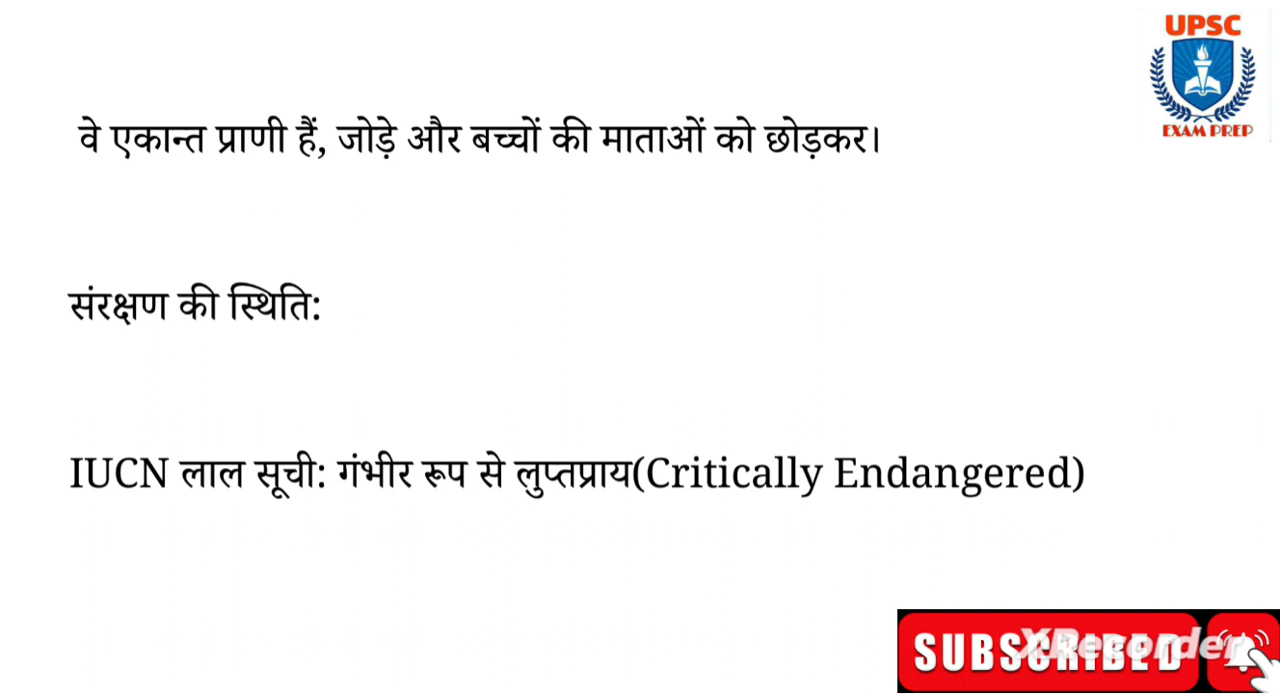 UPSC
EXAM PREP
वे एकान्त प्राणी हैं, जोड़े और बच्चों की माताओं को छोड़कर।
संरक्षण की स्थिति:
IUCN लाल सूची: गंभीर रूप से लुप्तप्राय(Critically Endangered)
SUBSCRIBED
XRecorder